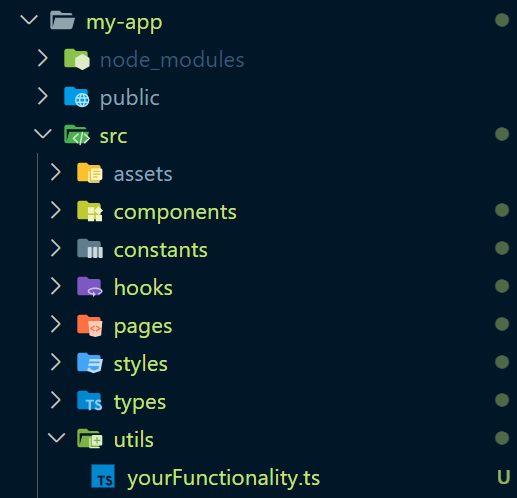 my-app
node_modules
public
src
assets
components
constants
hooks
pages
styles
TS types
utils
TS yourFunctionality.ts U